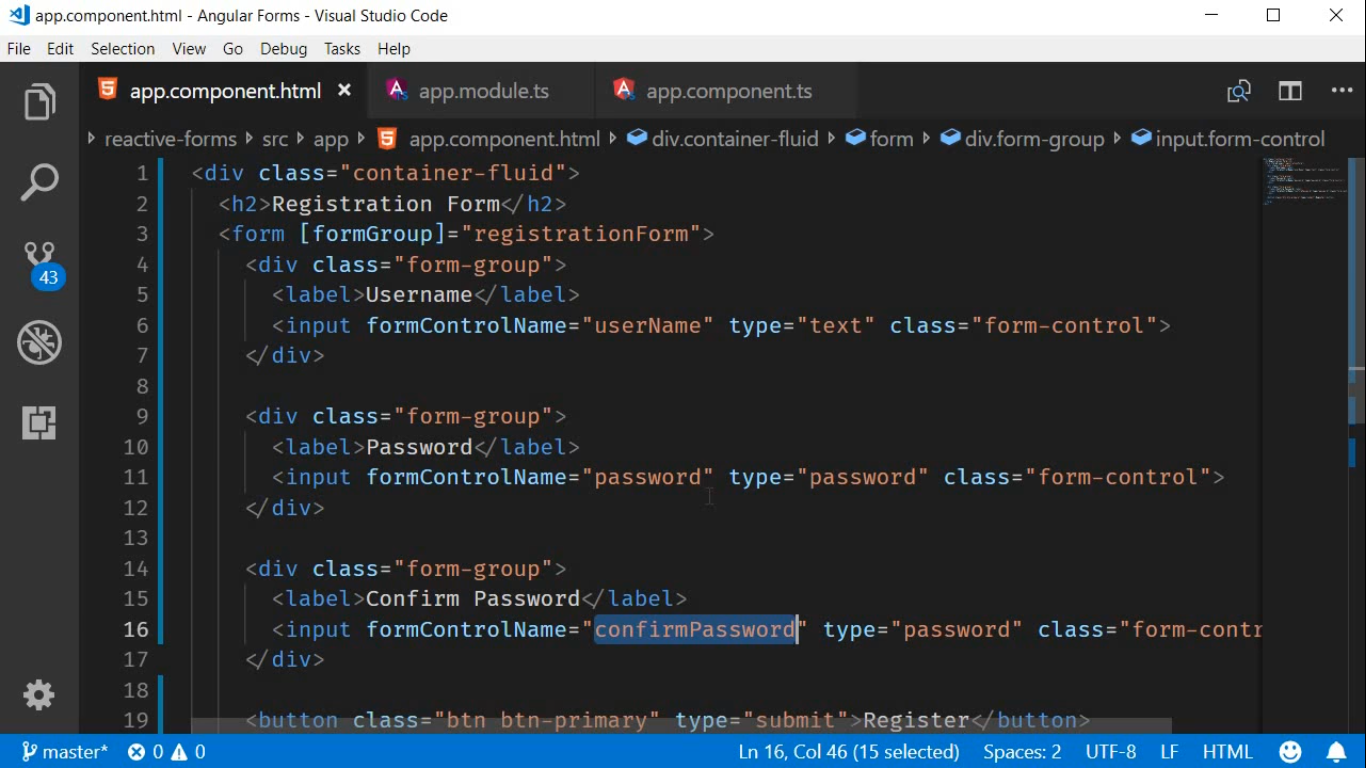 app.component.html - Angular Forms - Visual Studio Code
File Edit Selection View Go Debug Tasks Help
app.component.html app.module.ts app.component.ts
reactive-forms src app app.component.html div.container-fluid form div.form-group input.form-control
1 <div class="container-fluid">
2 <h2>Registration Form</h2>
3 <form [formGroup]="registrationForm">
4 <div class="form-group">
5 <label>Username</label>
6 <input formControlName="userName" type="text" class="form-control">
7 </div>
8
9 <div class="form-group">
10 <label>Password</label>
11 <input formControlName="password" type="password" class="form-control">
12 </div>
13
14 <div class="form-group">
15 <label>Confirm Password</label>
16 <input formControlName="confirmPassword" type="password" class="form-contr
17 </div>
18
19 <button class="btn btn-primary" type="submit">Register</button>
43
master* 0 0 Ln 16, Col 46 (15 selected) Spaces: 2 UTF-8 LF HTML